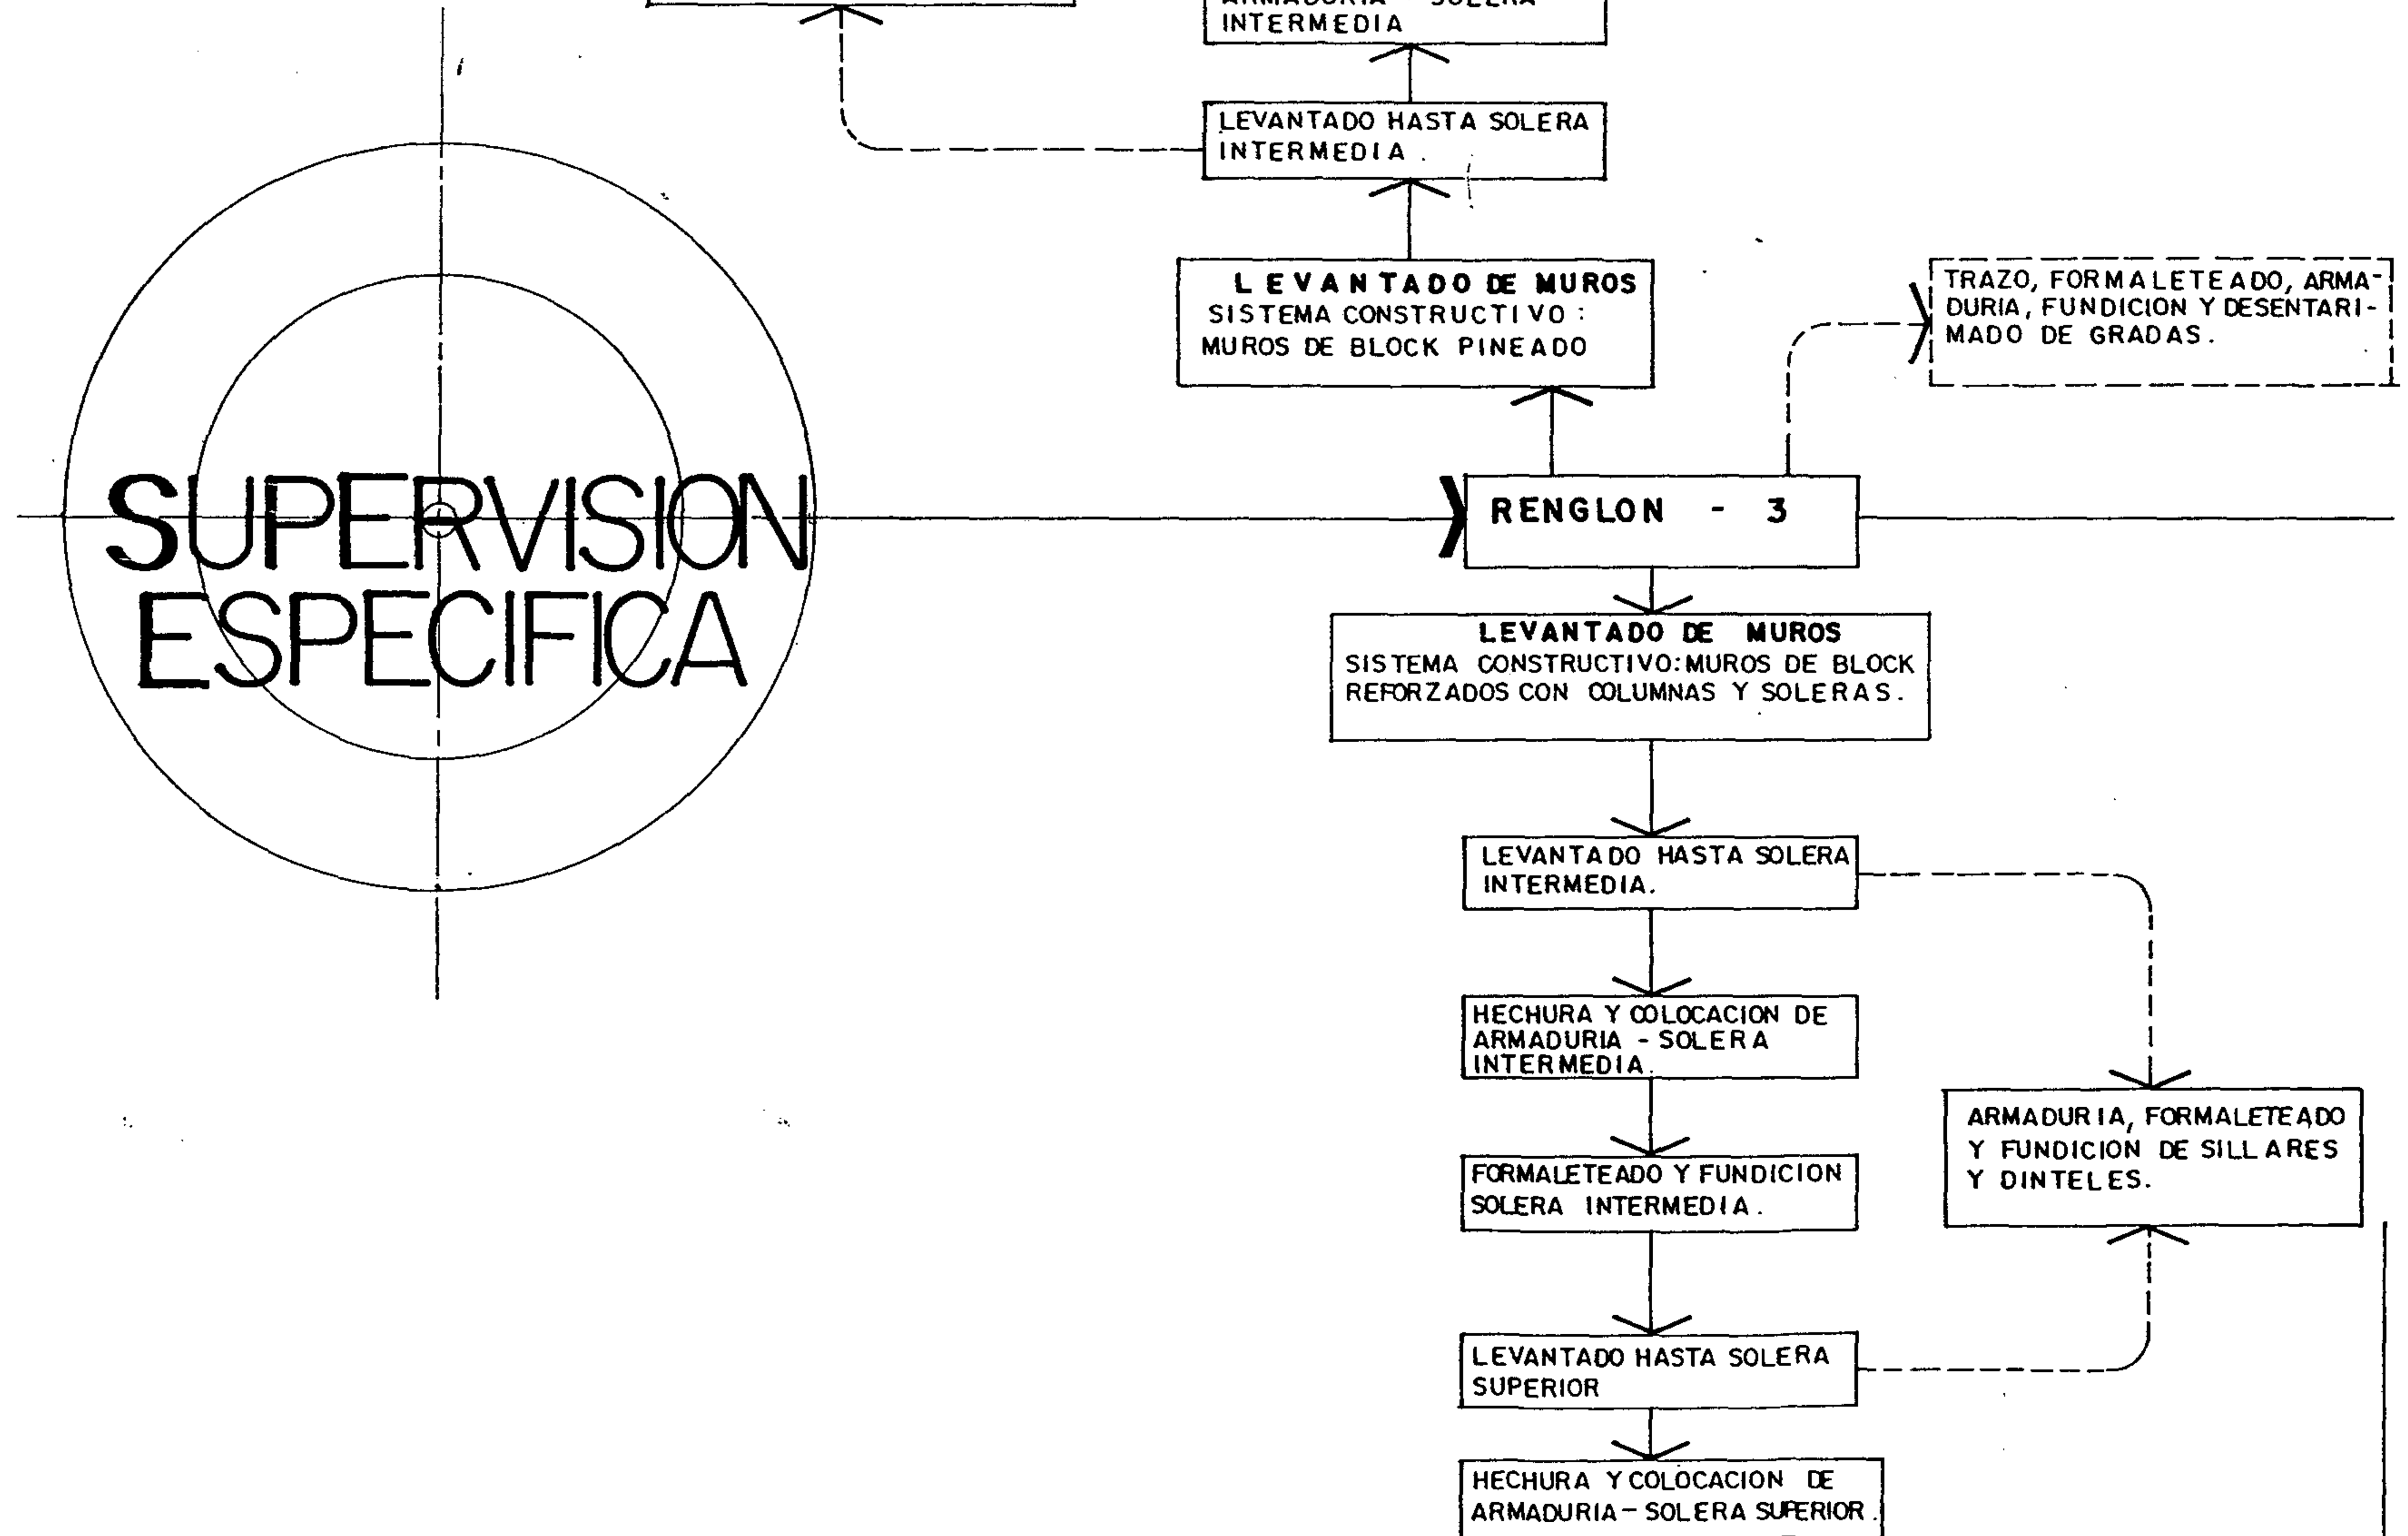 INTERMEDIA
LEVANTADO HASTA SOLERA
INTERMEDIA.
LEVANTADO DE MUROS
SISTEMA CONSTRUCTIVO:
MUROS DE BLOCK PINEADO
TRAZO, FORMALETEADO, ARMA-
DURIA, FUNDICION Y DESENTARI-
MADO DE GRADAS.
SUPERVISION
ESPECIFICA
RENGLON - 3
LEVANTADO DE MUROS
SISTEMA CONSTRUCTIVO: MUROS DE BLOCK
REFORZADOS CON COLUMNAS Y SOLERAS.
LEVANTADO HASTA SOLERA
INTERMEDIA.
HECHURA Y COLOCACION DE
ARMADURIA - SOLERA
INTERMEDIA.
FORMALETEADO Y FUNDICION
SOLERA INTERMEDIA.
ARMADURIA, FORMALETEADO
Y FUNDICION DE SILLARES
Y DINTELES.
LEVANTADO HASTA SOLERA
SUPERIOR
HECHURA Y COLOCACION DE
ARMADURIA - SOLERA SUPERIOR.